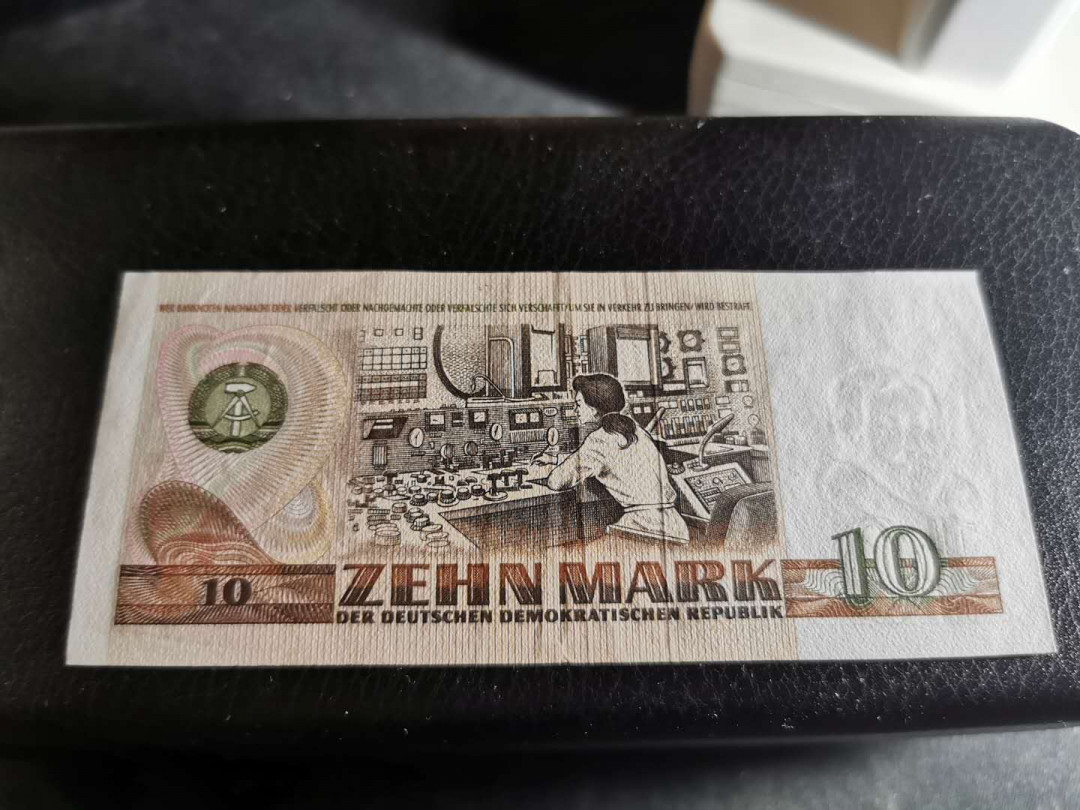 WER BANKNOTEN NACHMACHT ODER VERFÄLSCHT ODER NACHGEMACHTE ODER VERFÄLSCHTE SICH VERSCHAFFT UM SIE IN VERKEHR ZU BRINGEN WIRD BESTRAFT
10
10
ZEHN MARK
DER DEUTSCHEN DEMOKRATISCHEN REPUBLIK